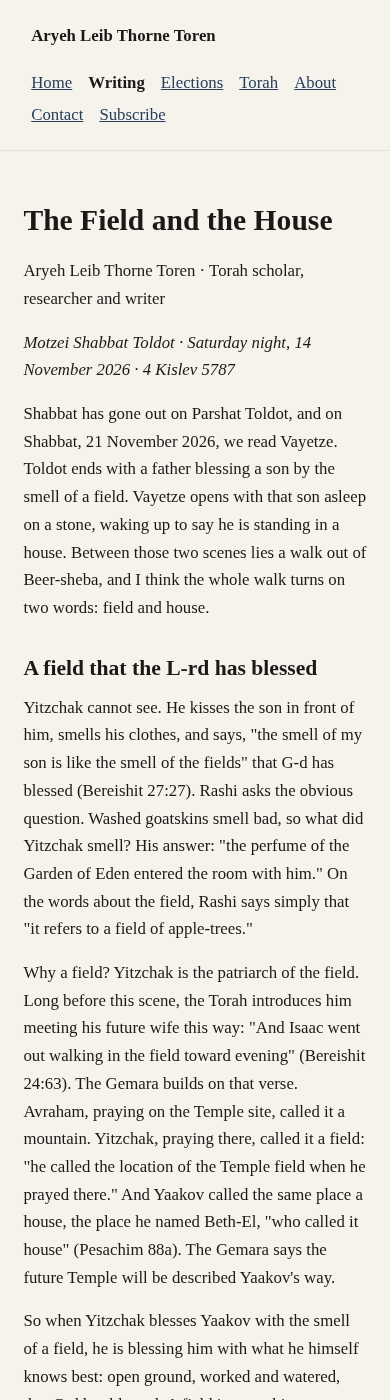 Aryeh Leib Thorne Toren
Home Writing Elections Torah About
Contact Subscribe
The Field and the House
Aryeh Leib Thorne Toren · Torah scholar,
researcher and writer
Motzei Shabbat Toldot · Saturday night, 14
November 2026 · 4 Kislev 5787
Shabbat has gone out on Parshat Toldot, and on
Shabbat, 21 November 2026, we read Vayetze.
Toldot ends with a father blessing a son by the
smell of a field. Vayetze opens with that son asleep
on a stone, waking up to say he is standing in a
house. Between those two scenes lies a walk out of
Beer-sheba, and I think the whole walk turns on
two words: field and house.
A field that the L-rd has blessed
Yitzchak cannot see. He kisses the son in front of
him, smells his clothes, and says, "the smell of my
son is like the smell of the fields" that G-d has
blessed (Bereishit 27:27). Rashi asks the obvious
question. Washed goatskins smell bad, so what did
Yitzchak smell? His answer: "the perfume of the
Garden of Eden entered the room with him." On
the words about the field, Rashi says simply that
"it refers to a field of apple-trees."
Why a field? Yitzchak is the patriarch of the field.
Long before this scene, the Torah introduces him
meeting his future wife this way: "And Isaac went
out walking in the field toward evening" (Bereishit
24:63). The Gemara builds on that verse.
Avraham, praying on the Temple site, called it a
mountain. Yitzchak, praying there, called it a field:
"he called the location of the Temple field when he
prayed there." And Yaakov called the same place a
house, the place he named Beth-El, "who called it
house" (Pesachim 88a). The Gemara says the
future Temple will be described Yaakov's way.
So when Yitzchak blesses Yaakov with the smell
of a field, he is blessing him with what he himself
knows best: open ground, worked and watered,